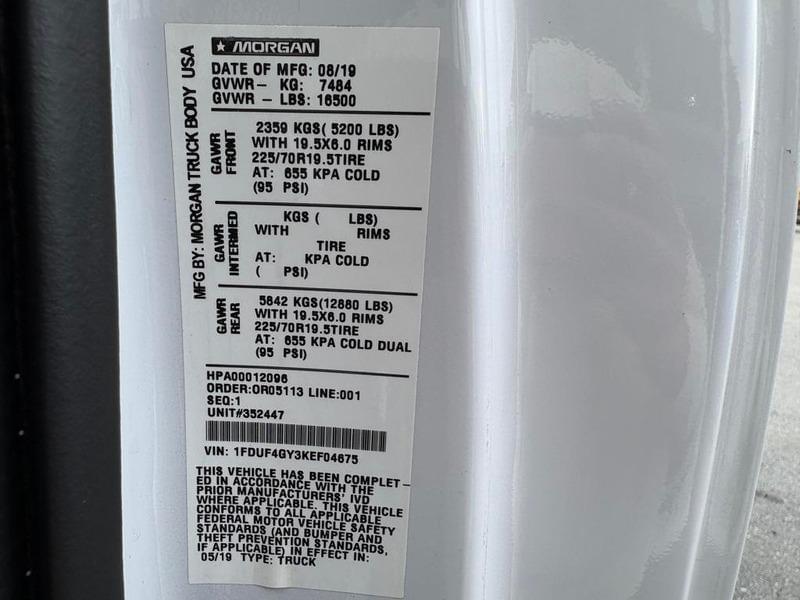 ★ MORGAN
MFG BY: MORGAN TRUCK BODY USA
DATE OF MFG: 08/19
GVWR- KG: 7484
GVWR - LBS: 16500
GAWR FRONT
2359 KGS( 5200 LBS)
WITH 19.5X6.0 RIMS
225/70R19.5TIRE
AT: 655 KPA COLD
(95 PSI)
GAWR INTERMED
KGS ( LBS)
WITH RIMS
TIRE
AT: KPA COLD
( PSI)
GAWR REAR
5842 KGS(12880 LBS)
WITH 19.5X6.0 RIMS
225/70R19.5TIRE
AT: 655 KPA COLD DUAL
(95 PSI)
HPA00012096
ORDER:OR05113 LINE:001
SEQ:1
UNIT#352447
VIN: 1FDUF4GY3KEF04675
THIS VEHICLE HAS BEEN COMPLET-
ED IN ACCORDANCE WITH THE
PRIOR MANUFACTURERS' IVD
WHERE APPLICABLE. THIS VEHICLE
CONFORMS TO ALL APPLICABLE
FEDERAL MOTOR VEHICLE SAFETY
STANDARDS (AND BUMPER AND
THEFT PREVENTION STANDARDS,
IF APPLICABLE) IN EFFECT IN:
05/19 TYPE: TRUCK